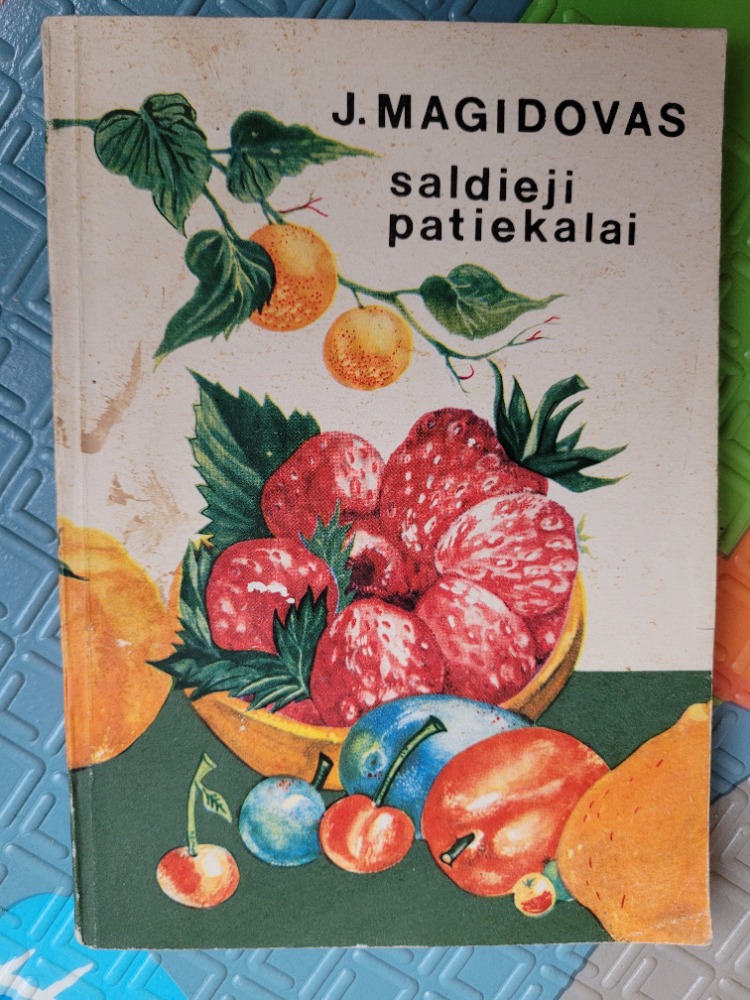 J. MAGIDOVAS
saldieji
patiekalai